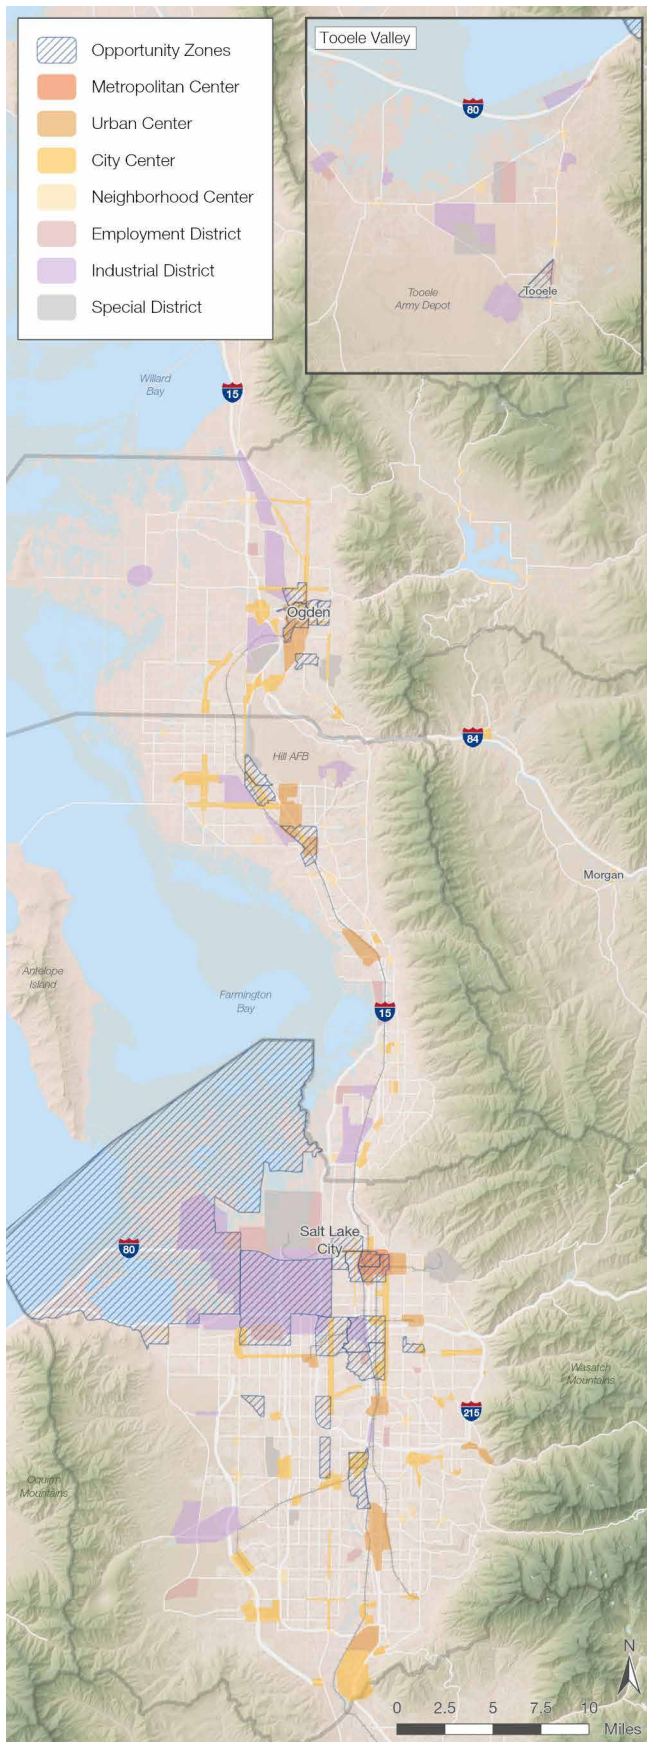 Opportunity Zones
Metropolitan Center
Urban Center
City Center
Neighborhood Center
Employment District
Industrial District
Special District
Tooele Valley
80
Tooele
Army Depot
Tooele
Willard
Bay
15
Ogden
84
Hill AFB
Morgan
Antelope
Island
Farmington
Bay
15
Salt Lake
City
80
Wasatch
Mountains
215
Oquirrh
Mountains
N
0 2.5 5 7.5 10
Miles